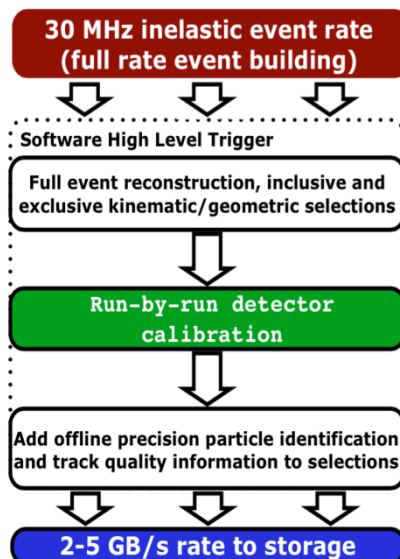 30 MHz inelastic event rate
(full rate event building)
Software High Level Trigger
Full event reconstruction, inclusive and
exclusive kinematic/geometric selections
Run-by-run detector
calibration
Add offline precision particle identification
and track quality information to selections
2-5 GB/s rate to storage